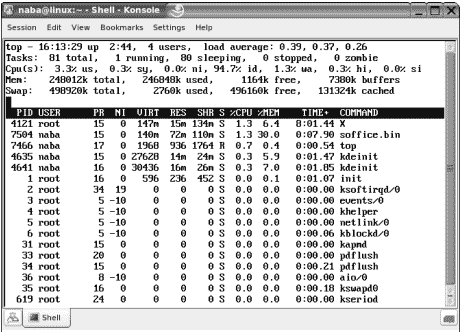 naba@linux:~ - Shell - Konsole
Session Edit View Bookmarks Settings Help
top - 16:13:29 up 2:44, 4 users, load average: 0.39, 0.37, 0.26
Tasks: 81 total, 1 running, 80 sleeping, 0 stopped, 0 zombie
Cpu(s): 3.3% us, 0.3% sy, 0.0% ni, 94.7% id, 1.3% wa, 0.3% hi, 0.0% si
Mem: 248012k total, 246848k used, 1164k free, 7380k buffers
Swap: 498920k total, 2760k used, 496160k free, 131324k cached
PID USER PR NI VIRT RES SHR S %CPU %MEM TIME+ COMMAND
4121 root 15 0 147m 15m 134m S 1.3 6.4 8:01.44 X
7504 naba 15 0 140m 72m 110m S 1.3 30.0 0:07.90 soffice.bin
7466 naba 17 0 1968 936 1764 R 0.7 0.4 0:00.54 top
4635 naba 15 0 27628 14m 24m S 0.3 5.9 0:01.47 kdeinit
4641 naba 16 0 30436 16m 26m S 0.3 7.0 0:01.85 kdeinit
1 root 16 0 596 236 452 S 0.0 0.1 0:01.07 init
2 root 34 19 0 0 0 S 0.0 0.0 0:00.00 ksoftirqd/0
3 root 5 -10 0 0 0 S 0.0 0.0 0:00.00 events/0
4 root 5 -10 0 0 0 S 0.0 0.0 0:00.00 khelper
5 root 5 -10 0 0 0 S 0.0 0.0 0:00.00 netlink/0
6 root 5 -10 0 0 0 S 0.0 0.0 0:00.06 kblockd/0
31 root 15 0 0 0 0 S 0.0 0.0 0:00.00 kapmd
33 root 20 0 0 0 0 S 0.0 0.0 0:00.00 pdflush
34 root 15 0 0 0 0 S 0.0 0.0 0:00.21 pdflush
36 root 8 -10 0 0 0 S 0.0 0.0 0:00.00 aio/0
35 root 16 0 0 0 0 S 0.0 0.0 0:00.18 kswapd0
619 root 24 0 0 0 0 S 0.0 0.0 0:00.00 kseriod
Shell